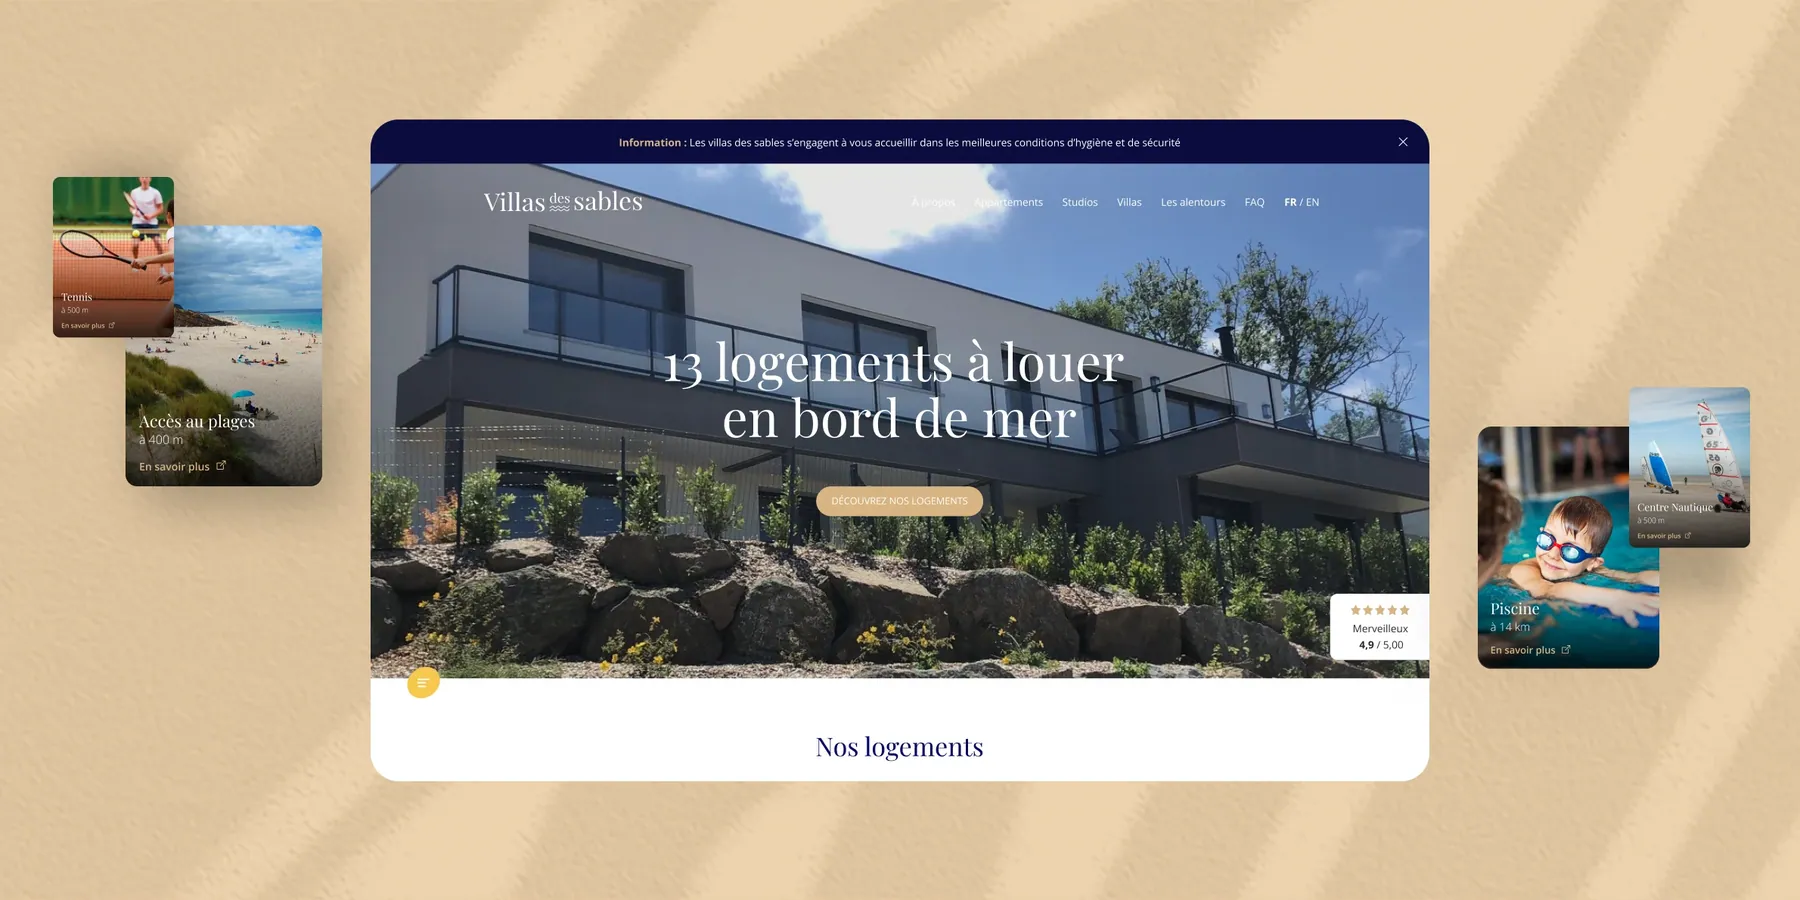 Information : Les villas des sables s'engagent à vous accueillir dans les meilleures conditions d'hygiène et de sécurité
Villas des sables
À propos
Appartements
Studios
Villas
Les alentours
FAQ
FR / EN
13 logements à louer
en bord de mer
DÉCOUVREZ NOS LOGEMENTS
Merveilleux
4,9 / 5,00
Nos logements
Tennis
à 500 m
En savoir plus
Accès au plages
à 400 m
En savoir plus
Centre Nautique
à 500 m
En savoir plus
Piscine
à 14 km
En savoir plus